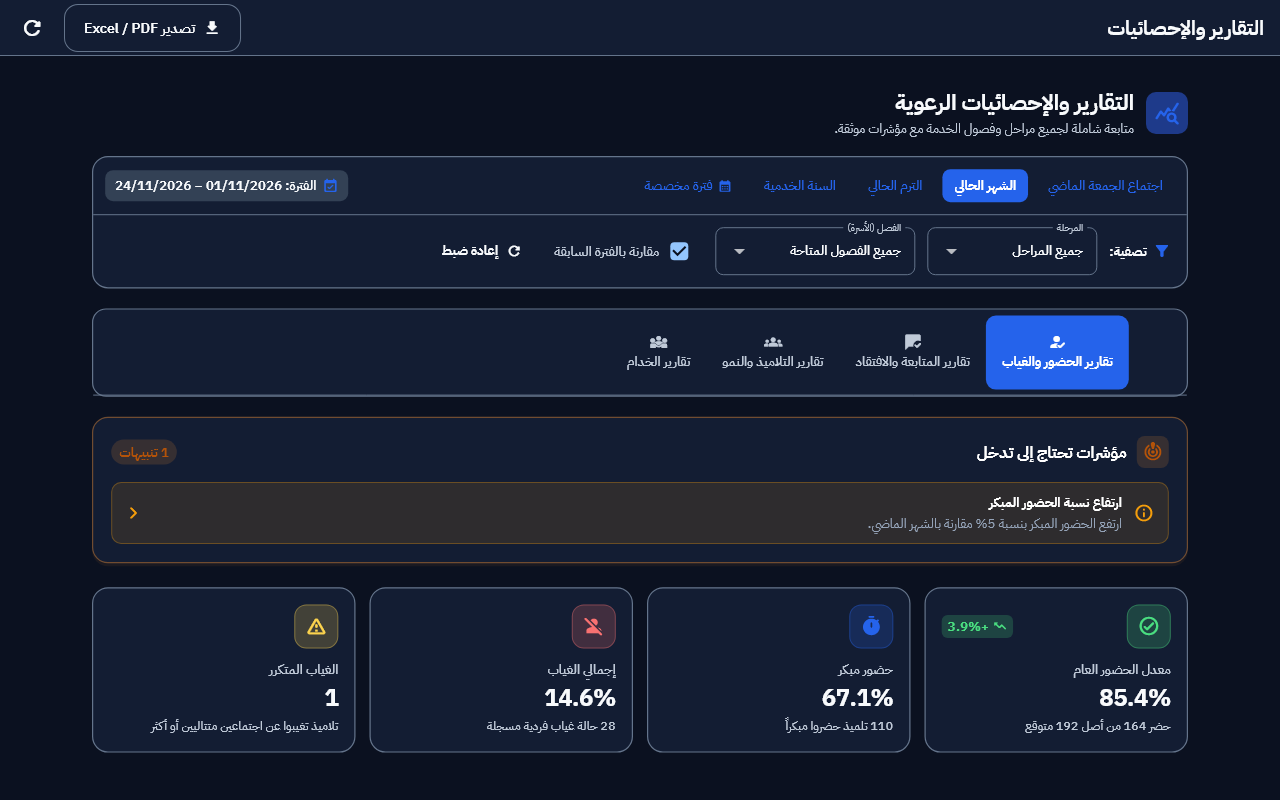 التقارير والإحصائيات
تصدير Excel / PDF
التقارير والإحصائيات الرعوية
متابعة شاملة لجميع مراحل وفصول الخدمة مع مؤشرات موثقة.
اجتماع الجمعة الماضي
الشهر الحالي
الترم الحالي
السنة الخدمية
فترة مخصصة
الفترة: 01/11/2026 – 24/11/2026
تصفية:
المرحلة
جميع المراحل
الفصل (الأسرة)
جميع الفصول المتاحة
مقارنة بالفترة السابقة
إعادة ضبط
تقارير الحضور والغياب
تقارير المتابعة والافتقاد
تقارير التلاميذ والنمو
تقارير الخدام
مؤشرات تحتاج إلى تدخل
1 تنبيهات
ارتفاع نسبة الحضور المبكر
ارتفع الحضور المبكر بنسبة 5% مقارنة بالشهر الماضي.
+3.9%
معدل الحضور العام
85.4%
حضر 164 من أصل 192 متوقع
حضور مبكر
67.1%
110 تلميذ حضروا مبكراً
إجمالي الغياب
14.6%
28 حالة غياب فردية مسجلة
الغياب المتكرر
1
تلاميذ تغيبوا عن اجتماعين متتاليين أو أكثر